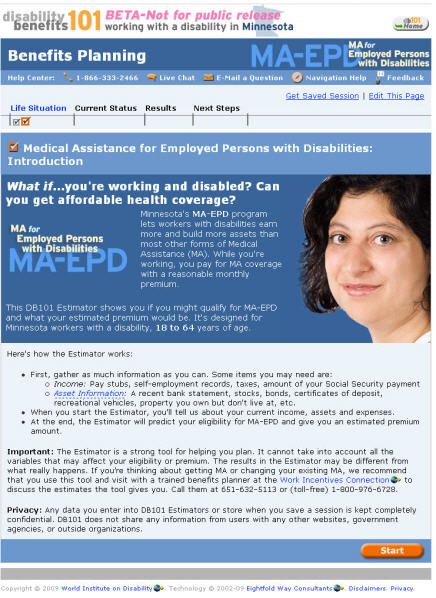 disability benefits 101 BETA-Not for public release
working with a disability in Minnesota
101 Home
Benefits Planning
MA-EPD MA for Employed Persons with Disabilities
Help Center: 1-866-333-2466 Live Chat E-Mail a Question Navigation Help Feedback
Get Saved Session | Edit This Page
Life Situation Current Status Results Next Steps
Medical Assistance for Employed Persons with Disabilities:
Introduction
What if...you're working and disabled? Can
you get affordable health coverage?
MA for
Employed Persons
with Disabilities
MA-EPD
Minnesota's MA-EPD program
lets workers with disabilities earn
more and build more assets than
most other forms of Medical
Assistance (MA). While you're
working, you pay for MA coverage
with a reasonable monthly
premium.
This DB101 Estimator shows you if you might qualify for MA-EPD
and what your estimated premium would be. It's designed for
Minnesota workers with a disability, 18 to 64 years of age.
Here's how the Estimator works:
• First, gather as much information as you can. Some items you may need are:
o Income: Pay stubs, self-employment records, taxes, amount of your Social Security payment
o Asset Information: A recent bank statement, stocks, bonds, certificates of deposit,
recreational vehicles, property you own but don't live at, etc.
• When you start the Estimator, you'll tell us about your current income, assets and expenses.
• At the end, the Estimator will predict your eligibility for MA-EPD and give you an estimated premium
amount.
Important: The Estimator is a strong tool for helping you plan. It cannot take into account all the
variables that may affect your eligibility or premium. The results in the Estimator may be different from
what really happens. If you're thinking about getting MA or changing your existing MA, we recommend
that you use this tool and visit with a trained benefits planner at the Work Incentives Connection to
discuss the estimates the tool gives you. Call them at 651-632-5113 or (toll-free) 1-800-976-6728.
Privacy: Any data you enter into DB101 Estimators or store when you save a session is kept completely
confidential. DB101 does not share any information from users with any other websites, government
agencies, or outside organizations.
Start
Copyright © 2009 World Institute on Disability. Technology © 2002-09 Eightfold Way Consultants. Disclaimers. Privacy.